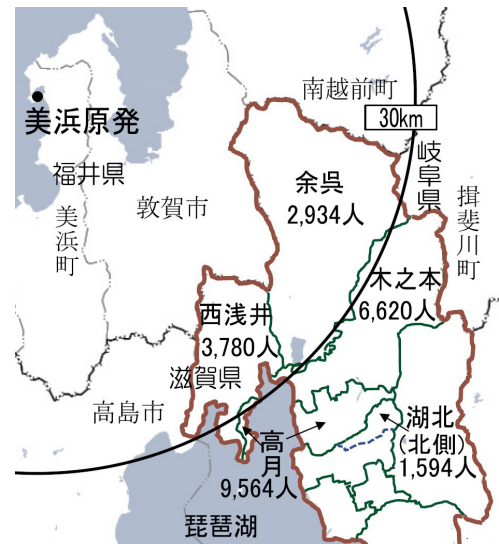 南越前町
30km
美浜原発
福井県
美浜町
敦賀市
余呉
2,934人
岐阜県
揖斐川町
木之本
6,620人
西浅井
3,780人
滋賀県
高島市
高月
9,564人
湖北
(北側)
1,594人
琵琶湖